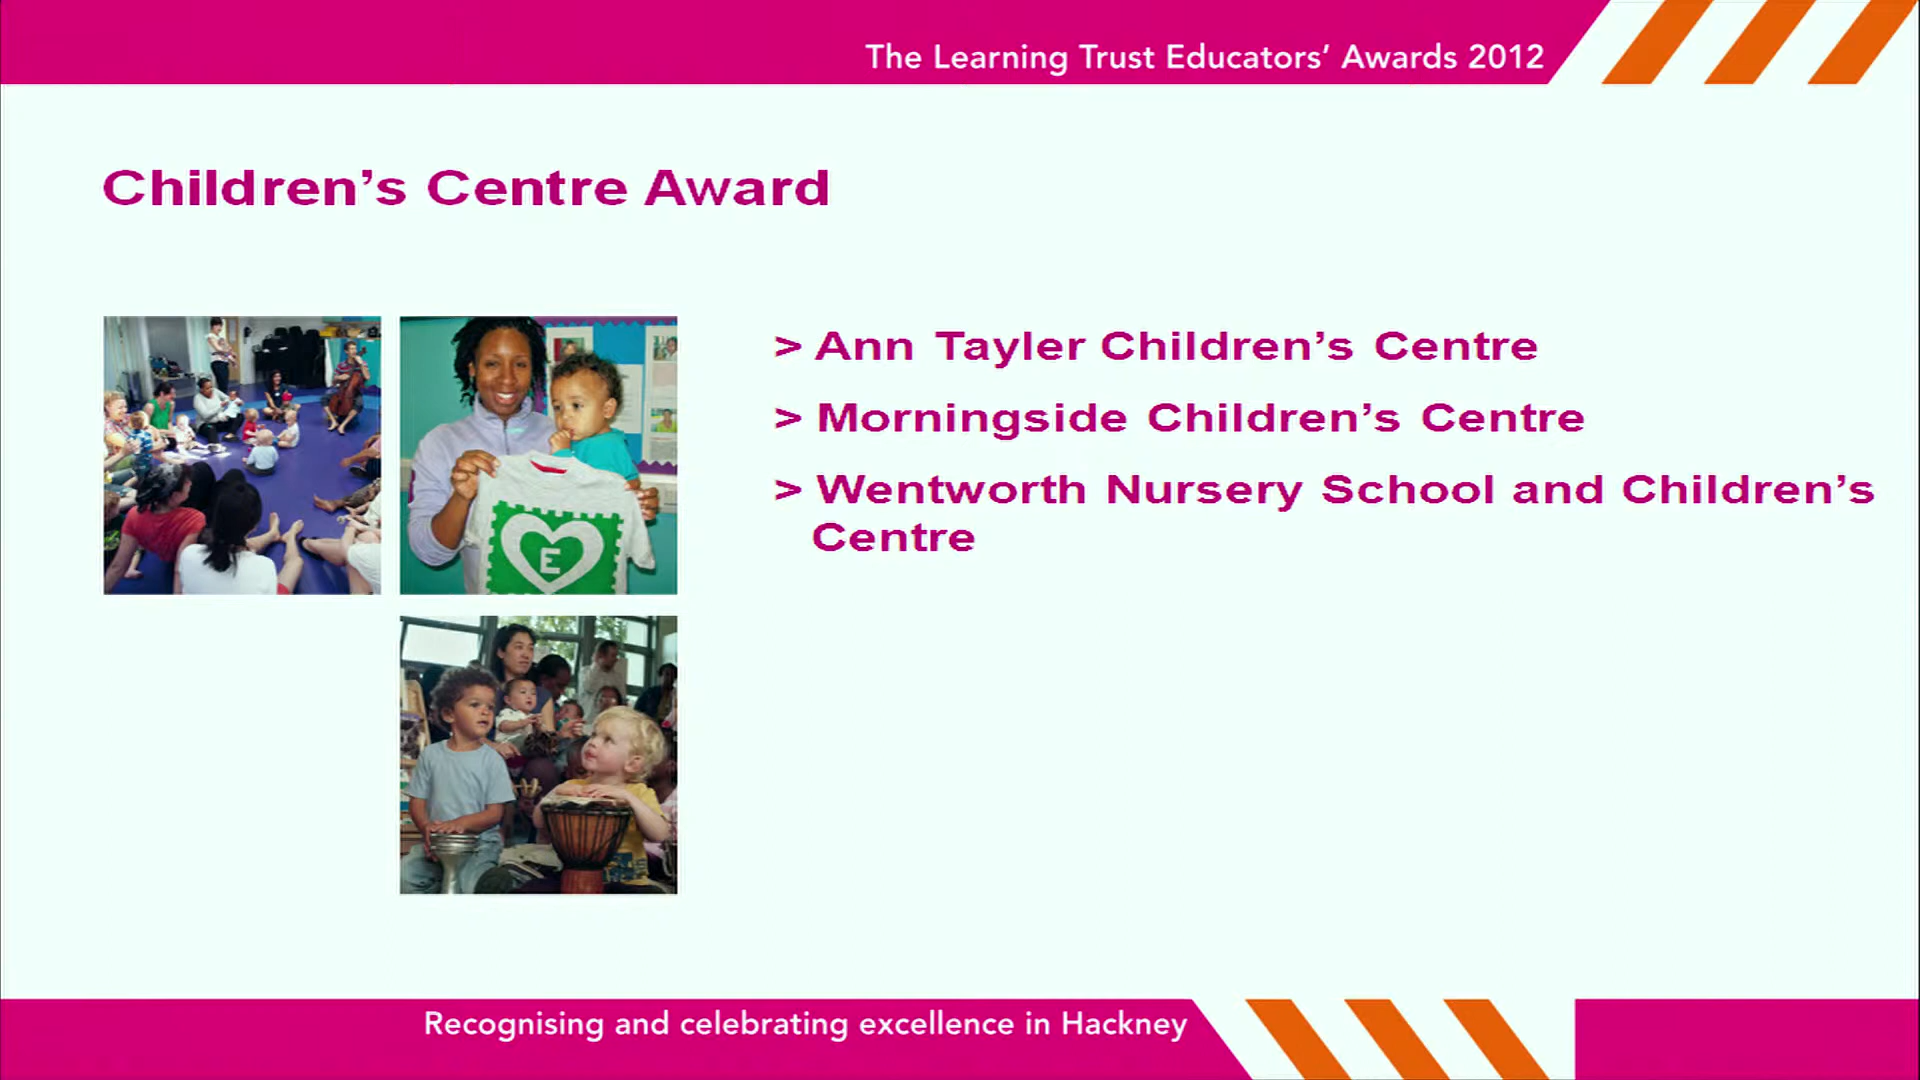 The Learning Trust Educators’ Awards 2012
Children’s Centre Award
> Ann Tayler Children’s Centre
> Morningside Children’s Centre
> Wentworth Nursery School and Children’s
Centre
E
Recognising and celebrating excellence in Hackney